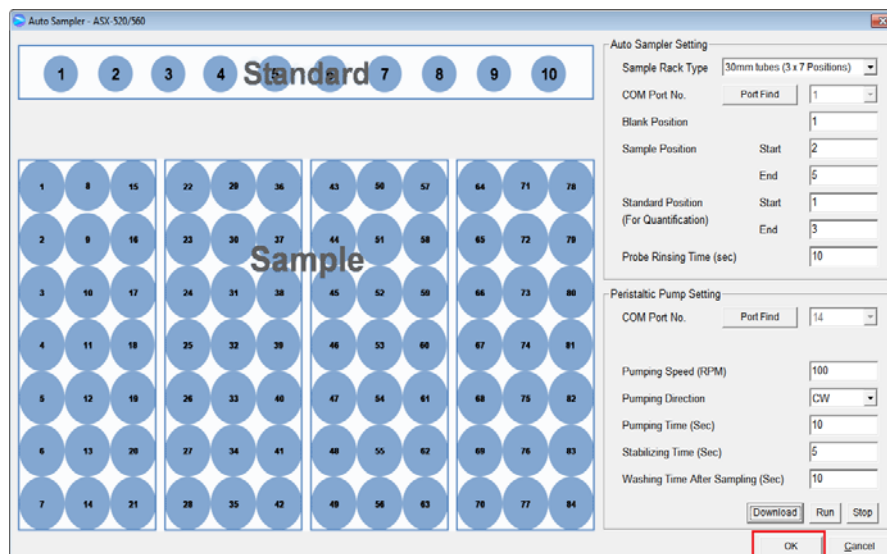 Auto Sampler - ASX-520/560
1 2 3 4 5 6 7 8 9 10
Standard
1 8 15 22 29 36 43 50 57 64 71 78
2 9 16 23 30 37 44 51 58 65 72 79
Sample
3 10 17 24 31 38 45 52 59 66 73 80
4 11 18 25 32 39 46 53 60 67 74 81
5 12 19 26 33 40 47 54 61 68 75 82
6 13 20 27 34 41 48 55 62 69 76 83
7 14 21 28 35 42 49 56 63 70 77 84
Auto Sampler Setting
Sample Rack Type 30mm tubes (3 x 7 Positions)
COM Port No. Port Find 1
Blank Position 1
Sample Position Start 2
End 5
Standard Position Start 1
(For Quantification)
End 3
Probe Rinsing Time (sec) 10
Peristaltic Pump Setting
COM Port No. Port Find 14
Pumping Speed (RPM) 100
Pumping Direction CW
Pumping Time (Sec) 10
Stabilizing Time (Sec) 5
Washing Time After Sampling (Sec) 10
Download Run Stop
OK Cancel